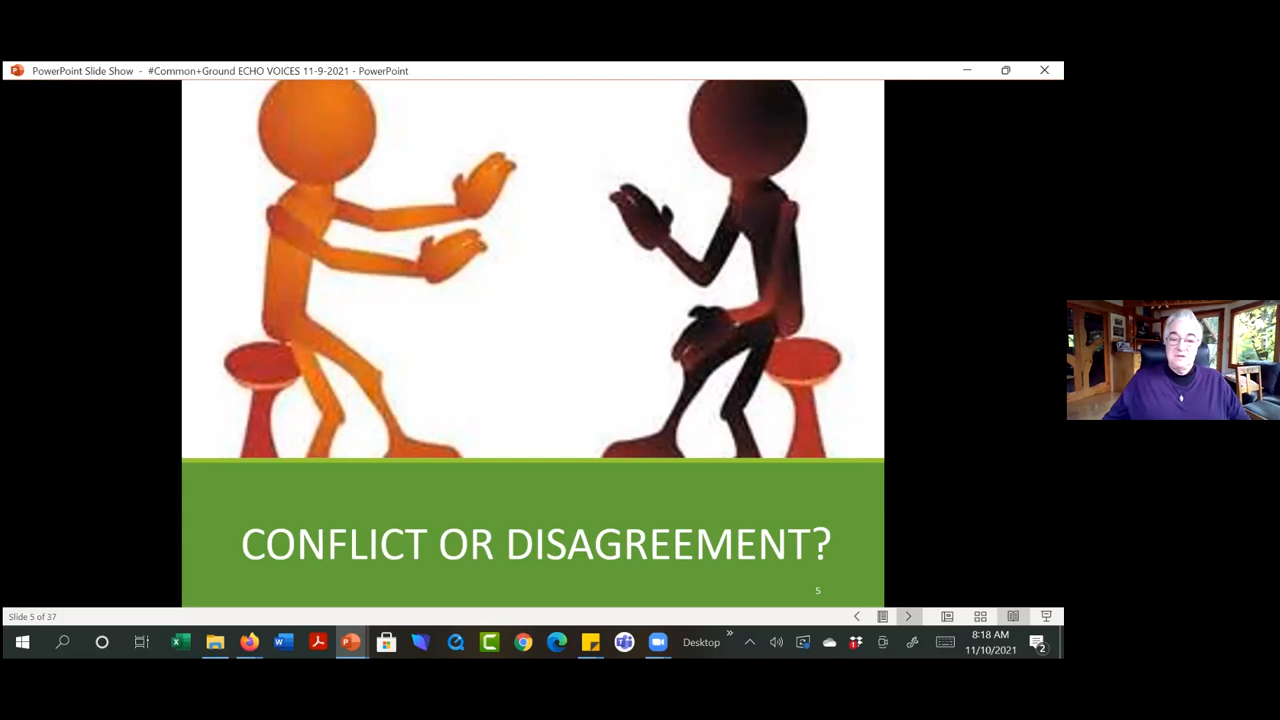 PowerPoint Slide Show - #Common+Ground ECHO VOICES 11-9-2021 - PowerPoint
CONFLICT OR DISAGREEMENT?
5
Slide 5 of 37
Desktop
8:18 AM
11/10/2021
2